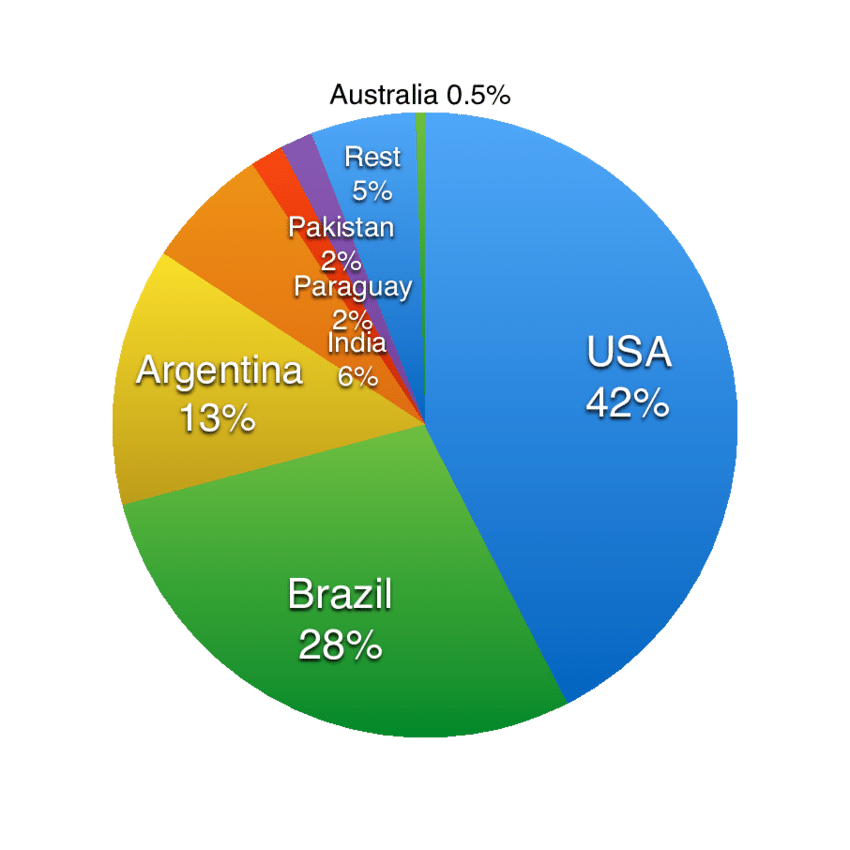 Australia 0.5%
Rest
5%
Pakistan
2%
Paraguay
2%
India
6%
USA
42%
Argentina
13%
Brazil
28%